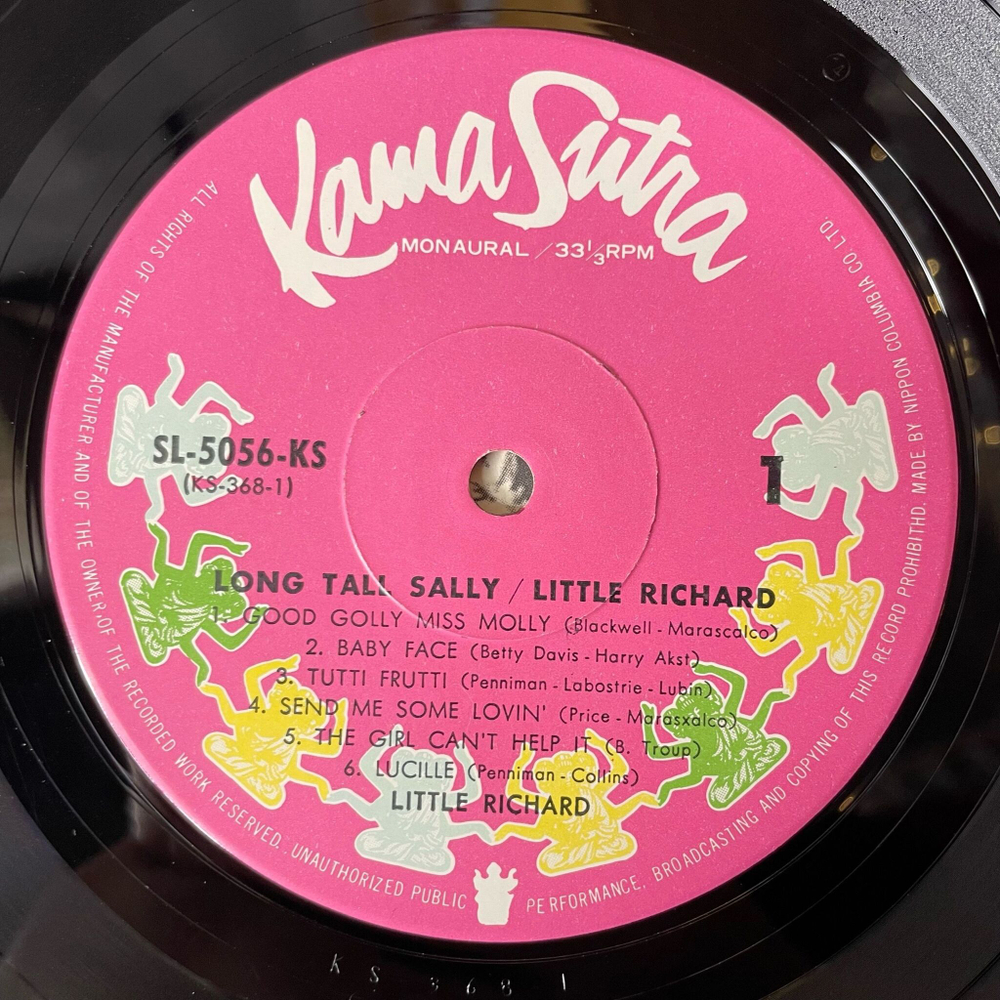 Kama Sutra
MONAURAL / 33⅓ RPM
SL-5056-KS
(KS-368-1)
1
LONG TALL SALLY / LITTLE RICHARD
1. GOOD GOLLY MISS MOLLY (Blackwell - Marascalco)
2. BABY FACE (Betty Davis - Harry Akst)
3. TUTTI FRUTTI (Penniman - Labostrie - Lubin)
4. SEND ME SOME LOVIN' (Price - Marasxalco)
5. THE GIRL CAN'T HELP IT (B. Troup)
6. LUCILLE (Penniman - Collins)
LITTLE RICHARD
ALL RIGHTS OF THE MANUFACTURER AND OF THE OWNER OF THE RECORDED WORK RESERVED. UNAUTHORIZED PUBLIC PERFORMANCE. BROADCASTING AND COPYING OF THIS RECORD PROHIBITHD. MADE BY NIPPON COLUMBIA CO. LTD.
KS 368 1